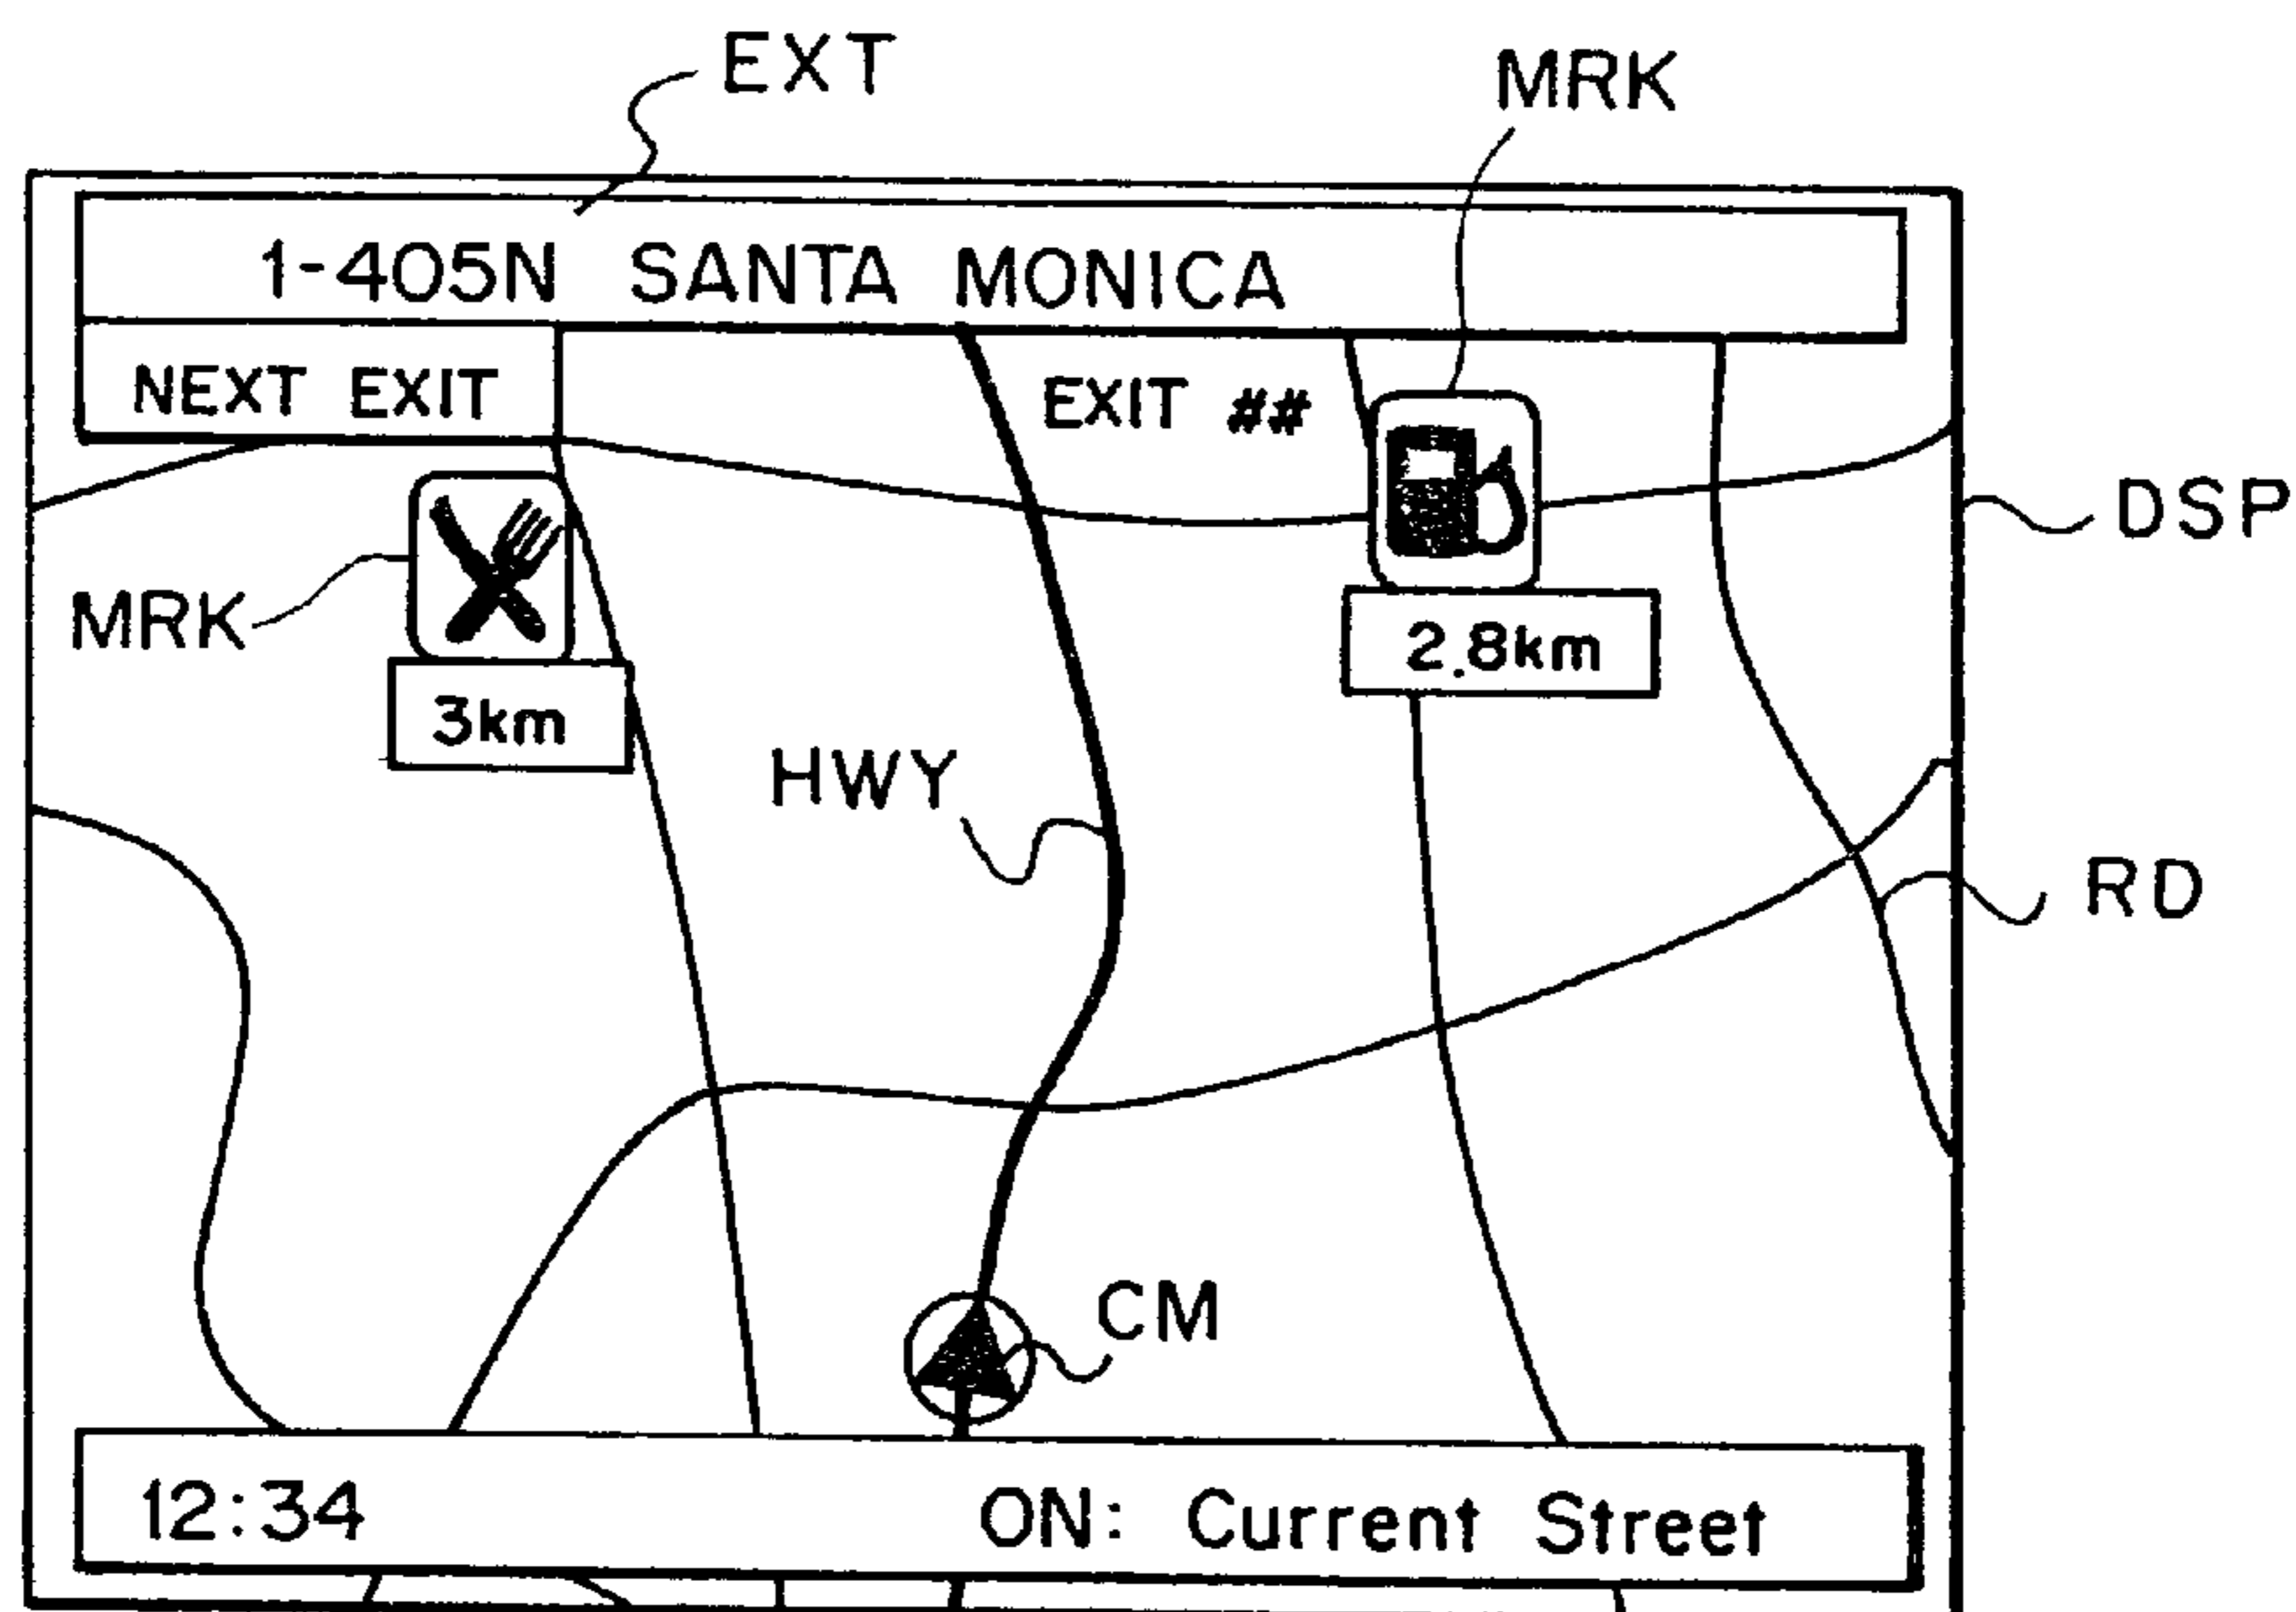 EXT
MRK
1-405N SANTA MONICA
NEXT EXIT
EXIT ##
DSP
MRK
2.8km
3km
HWY
RD
CM
12:34
ON: Current Street